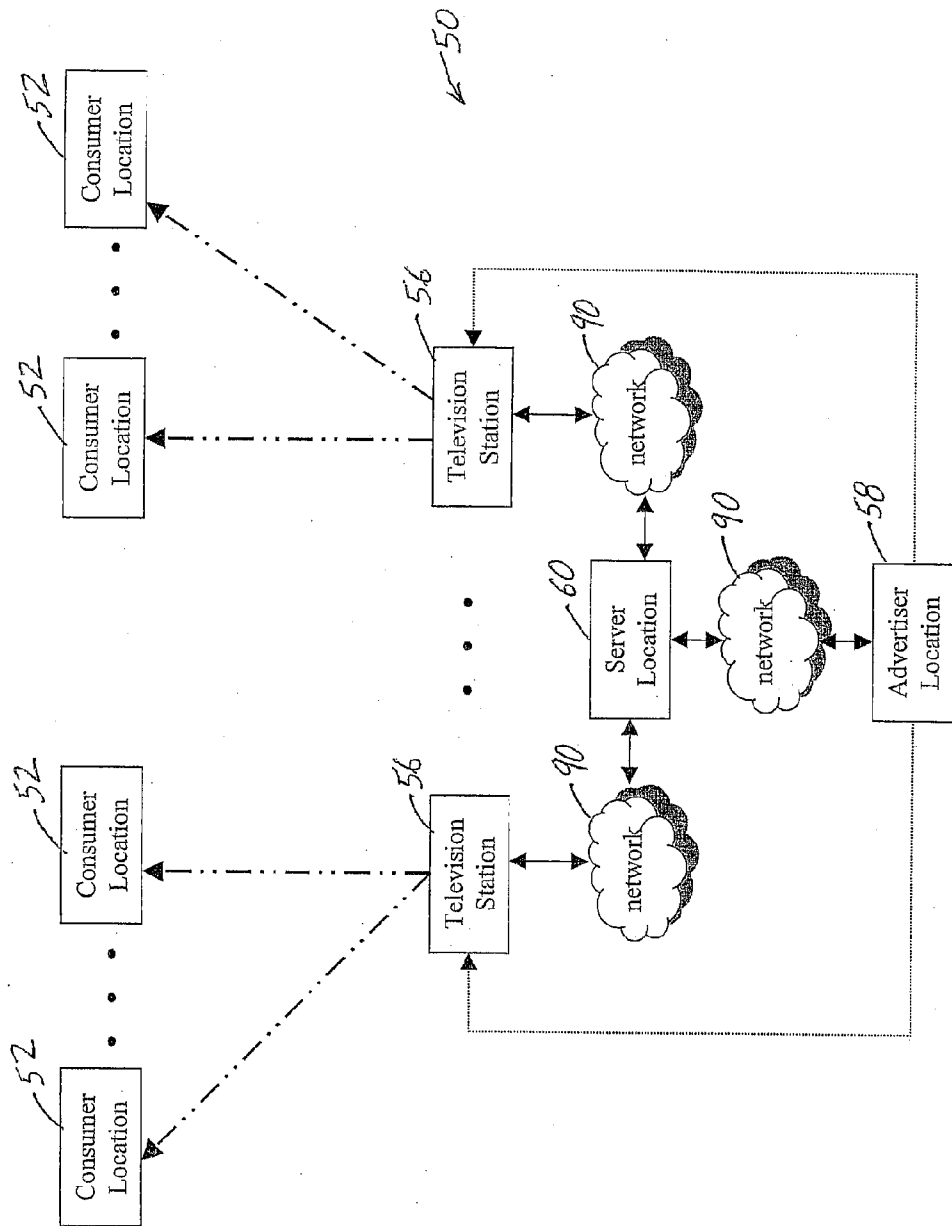 52
Consumer
Location
52
Consumer
Location
52
Consumer
Location
52
Consumer
Location
50
56
Television
Station
56
Television
Station
90
network
60
Server
Location
90
network
90
network
58
Advertiser
Location